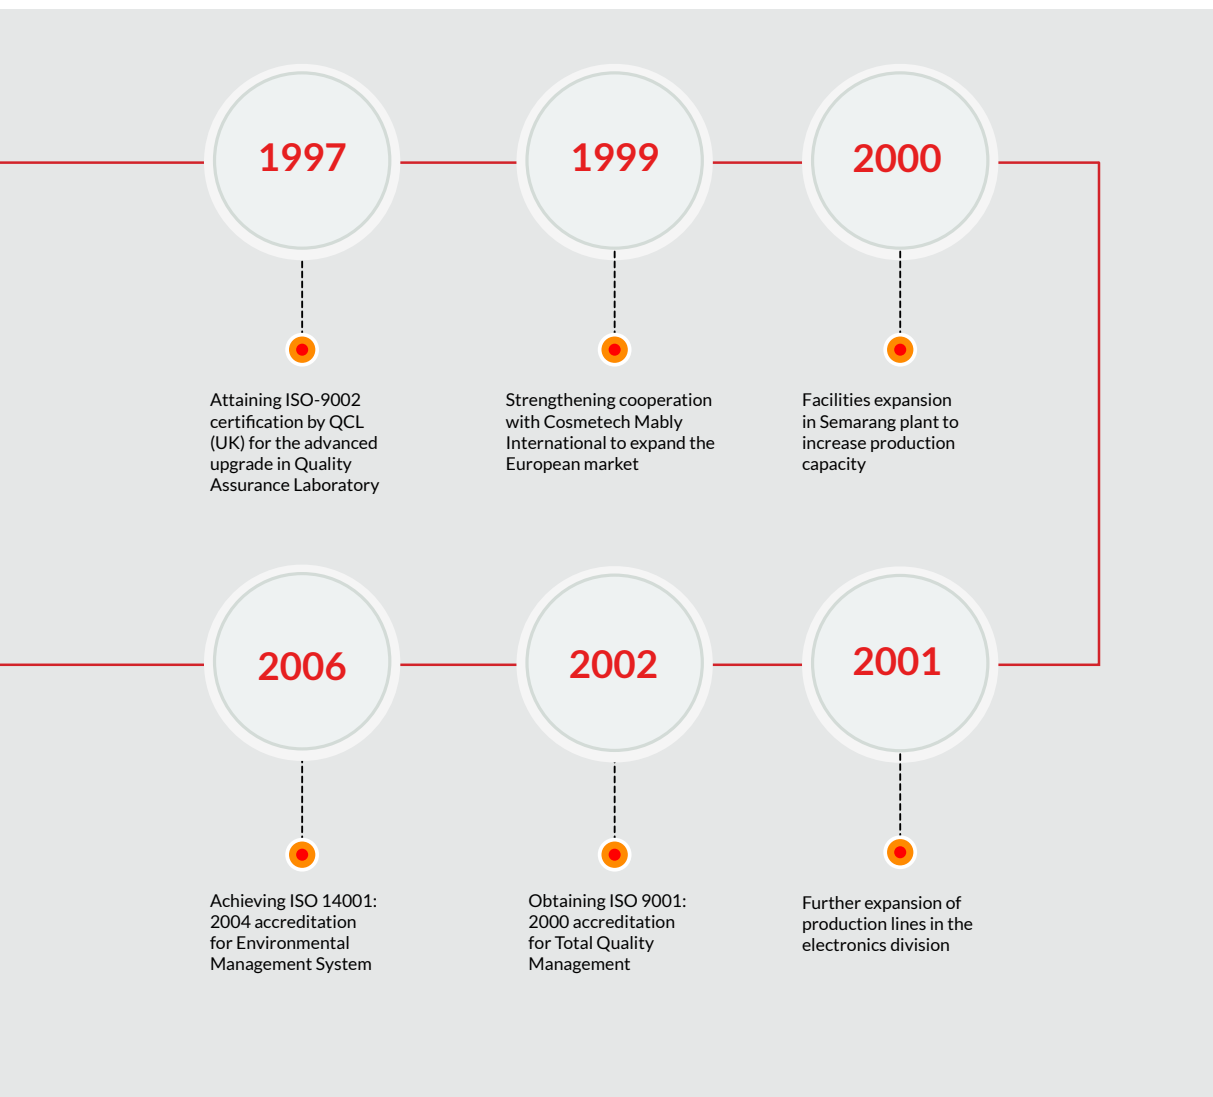 1997
Attaining ISO-9002
certification by QCL
(UK) for the advanced
upgrade in Quality
Assurance Laboratory
1999
Strengthening cooperation
with Cosmetech Mably
International to expand the
European market
2000
Facilities expansion
in Semarang plant to
increase production
capacity
2001
Further expansion of
production lines in the
electronics division
2002
Obtaining ISO 9001:
2000 accreditation
for Total Quality
Management
2006
Achieving ISO 14001:
2004 accreditation
for Environmental
Management System